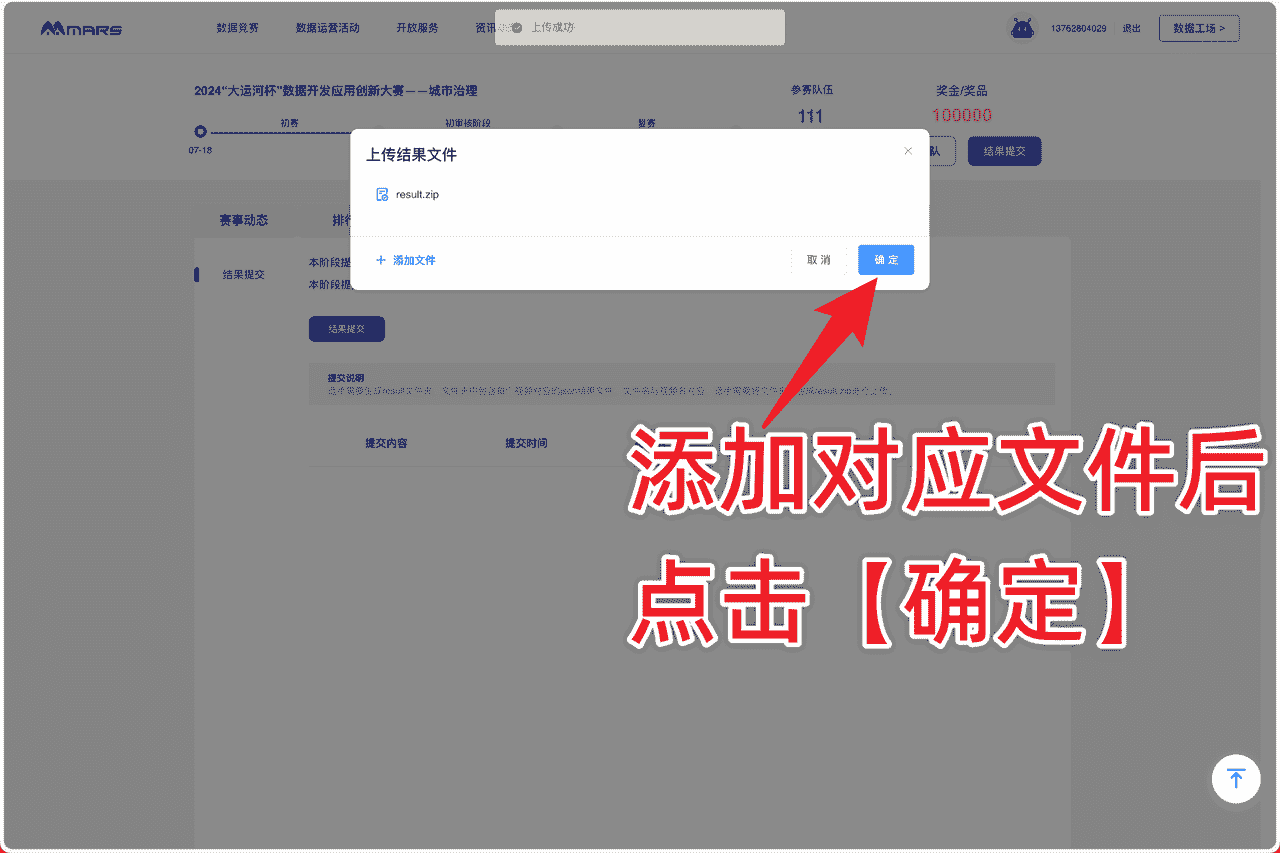 MARS
数据竞赛
数据运营活动
开放服务
资讯
上传成功
13762804029
退出
数据工场 >
2024“大运河杯”数据开发应用创新大赛——城市治理
参赛队伍
奖金/奖品
111
100000
初赛
初审核阶段
复赛
07-18
队
结果提交
上传结果文件
result.zip
赛事动态
排行
+ 添加文件
取 消
确 定
结果提交
本阶段提
本阶段提
结果提交
提交说明
提交内容
提交时间
添加对应文件后
点击【确定】